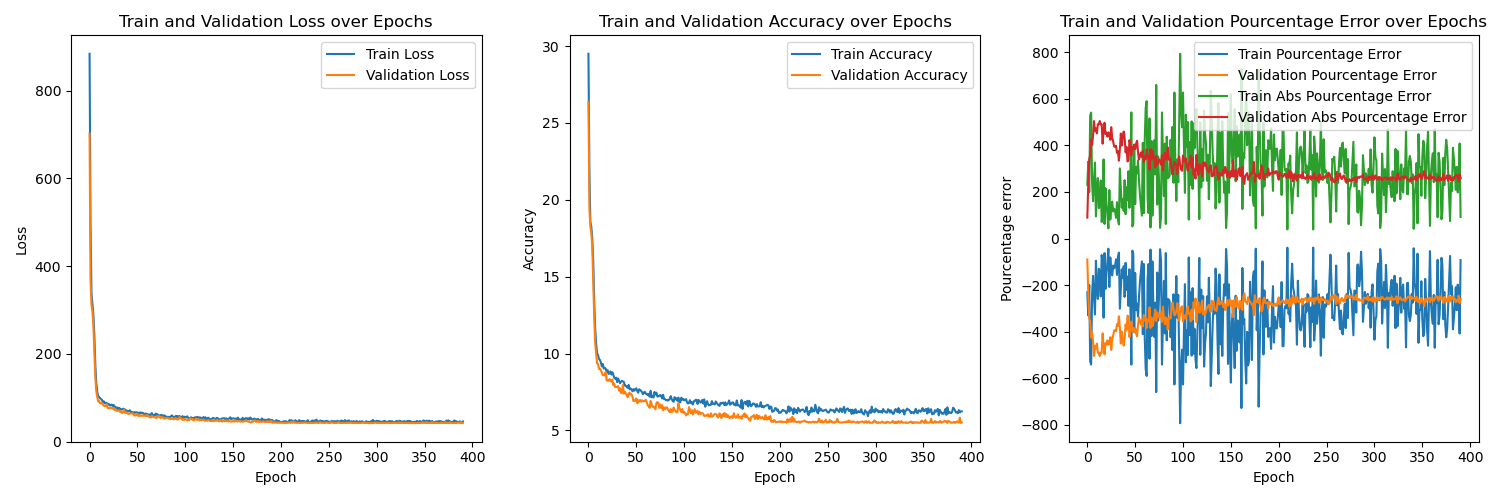 Train and Validation Loss over Epochs
Train Loss
Validation Loss
800
600
400
200
0
Loss
0 50 100 150 200 250 300 350 400
Epoch
Train and Validation Accuracy over Epochs
Train Accuracy
Validation Accuracy
30
25
20
15
10
5
Accuracy
0 50 100 150 200 250 300 350 400
Epoch
Train and Validation Pourcentage Error over Epochs
Train Pourcentage Error
Validation Pourcentage Error
Train Abs Pourcentage Error
Validation Abs Pourcentage Error
800
600
400
200
0
−200
−400
−600
−800
Pourcentage error
0 50 100 150 200 250 300 350 400
Epoch